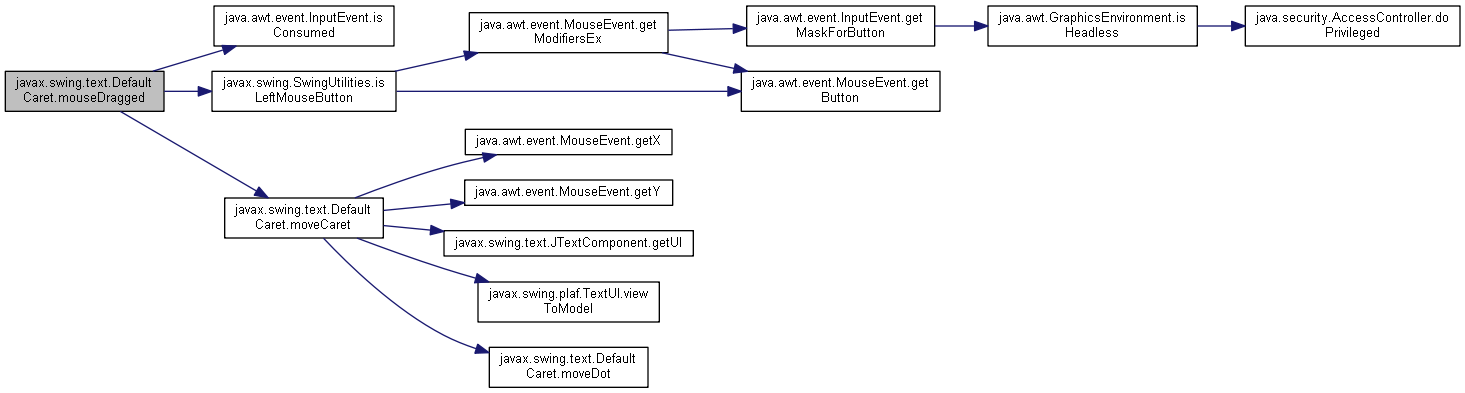 javax.swing.text.Default
Caret.mouseDragged
java.awt.event.InputEvent.is
Consumed
javax.swing.SwingUtilities.is
LeftMouseButton
javax.swing.text.Default
Caret.moveCaret
java.awt.event.MouseEvent.get
ModifiersEx
java.awt.event.InputEvent.get
MaskForButton
java.awt.GraphicsEnvironment.is
Headless
java.security.AccessController.do
Privileged
java.awt.event.MouseEvent.get
Button
java.awt.event.MouseEvent.getX
java.awt.event.MouseEvent.getY
javax.swing.text.JTextComponent.getUI
javax.swing.plaf.TextUI.view
ToModel
javax.swing.text.Default
Caret.moveDot